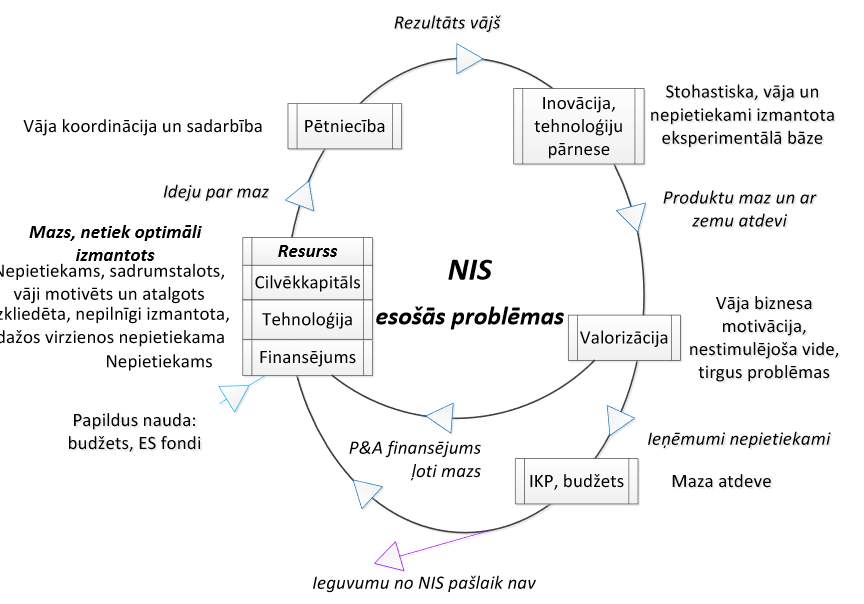 Rezultāts vājš
Vāja koordinācija un sadarbība
Pētniecība
Inovācija,
tehnoloģiju
pārnese
Stohastiska, vāja un
nepietiekami izmantota
eksperimentālā bāze
Ideju par maz
Produktu maz un ar
zemu atdevi
Mazs, netiek optimāli
izmantots
Nepietiekams, sadrumstalots,
vāji motivēts un atalgots
zkliedēta, nepilnīgi izmantota,
dažos virzienos nepietiekama
Nepietiekams
Resurss
Cilvēkkapitāls
Tehnoloģija
Finansējums
NIS
esošās problēmas
Valorizācija
Vāja biznesa
motivācija,
nestimulējoša vide,
tirgus problēmas
Papildus nauda:
budžets, ES fondi
P&A finansējums
ļoti mazs
Ieņēmumi nepietiekami
IKP, budžets
Maza atdeve
Ieguvumu no NIS pašlaik nav